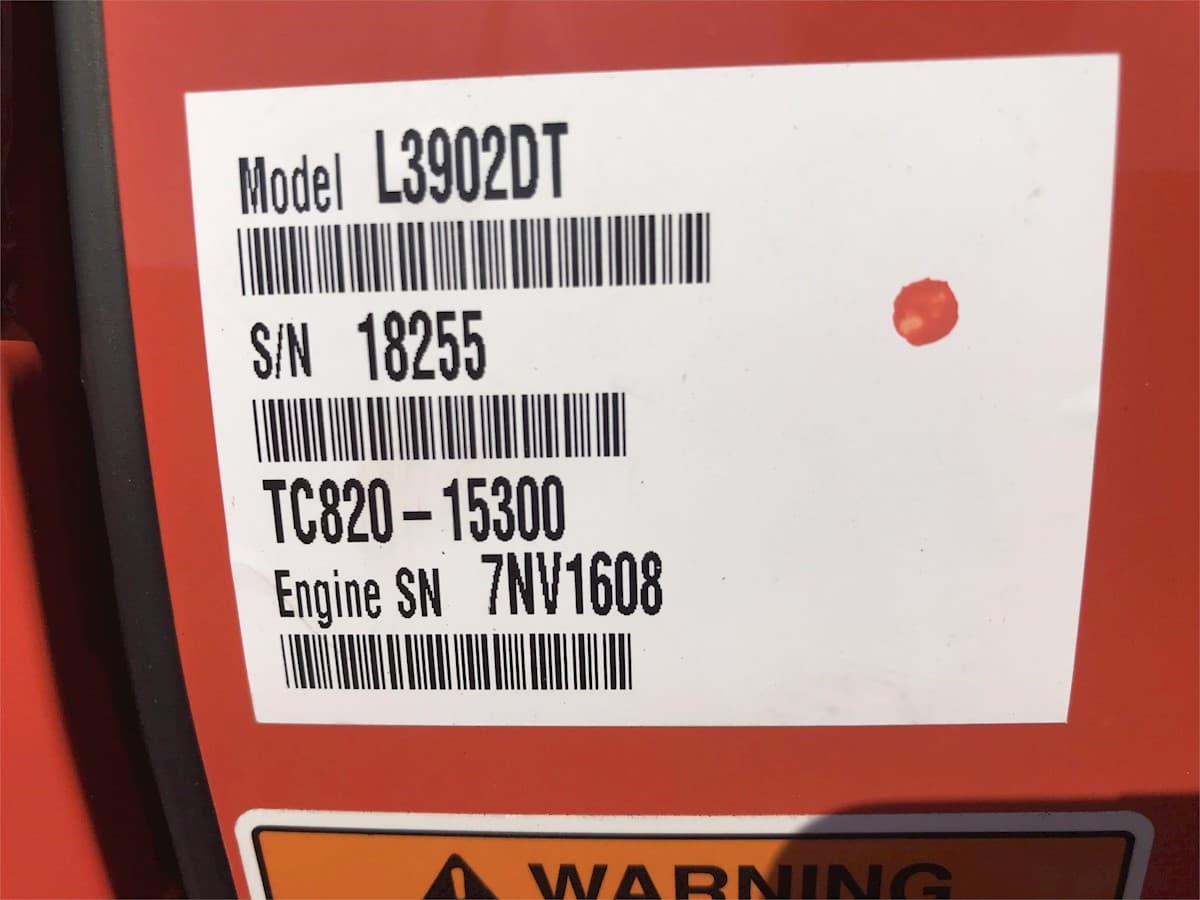 Model L3902DT
S/N 18255
TC820-15300
Engine SN 7NV1608
WARNING